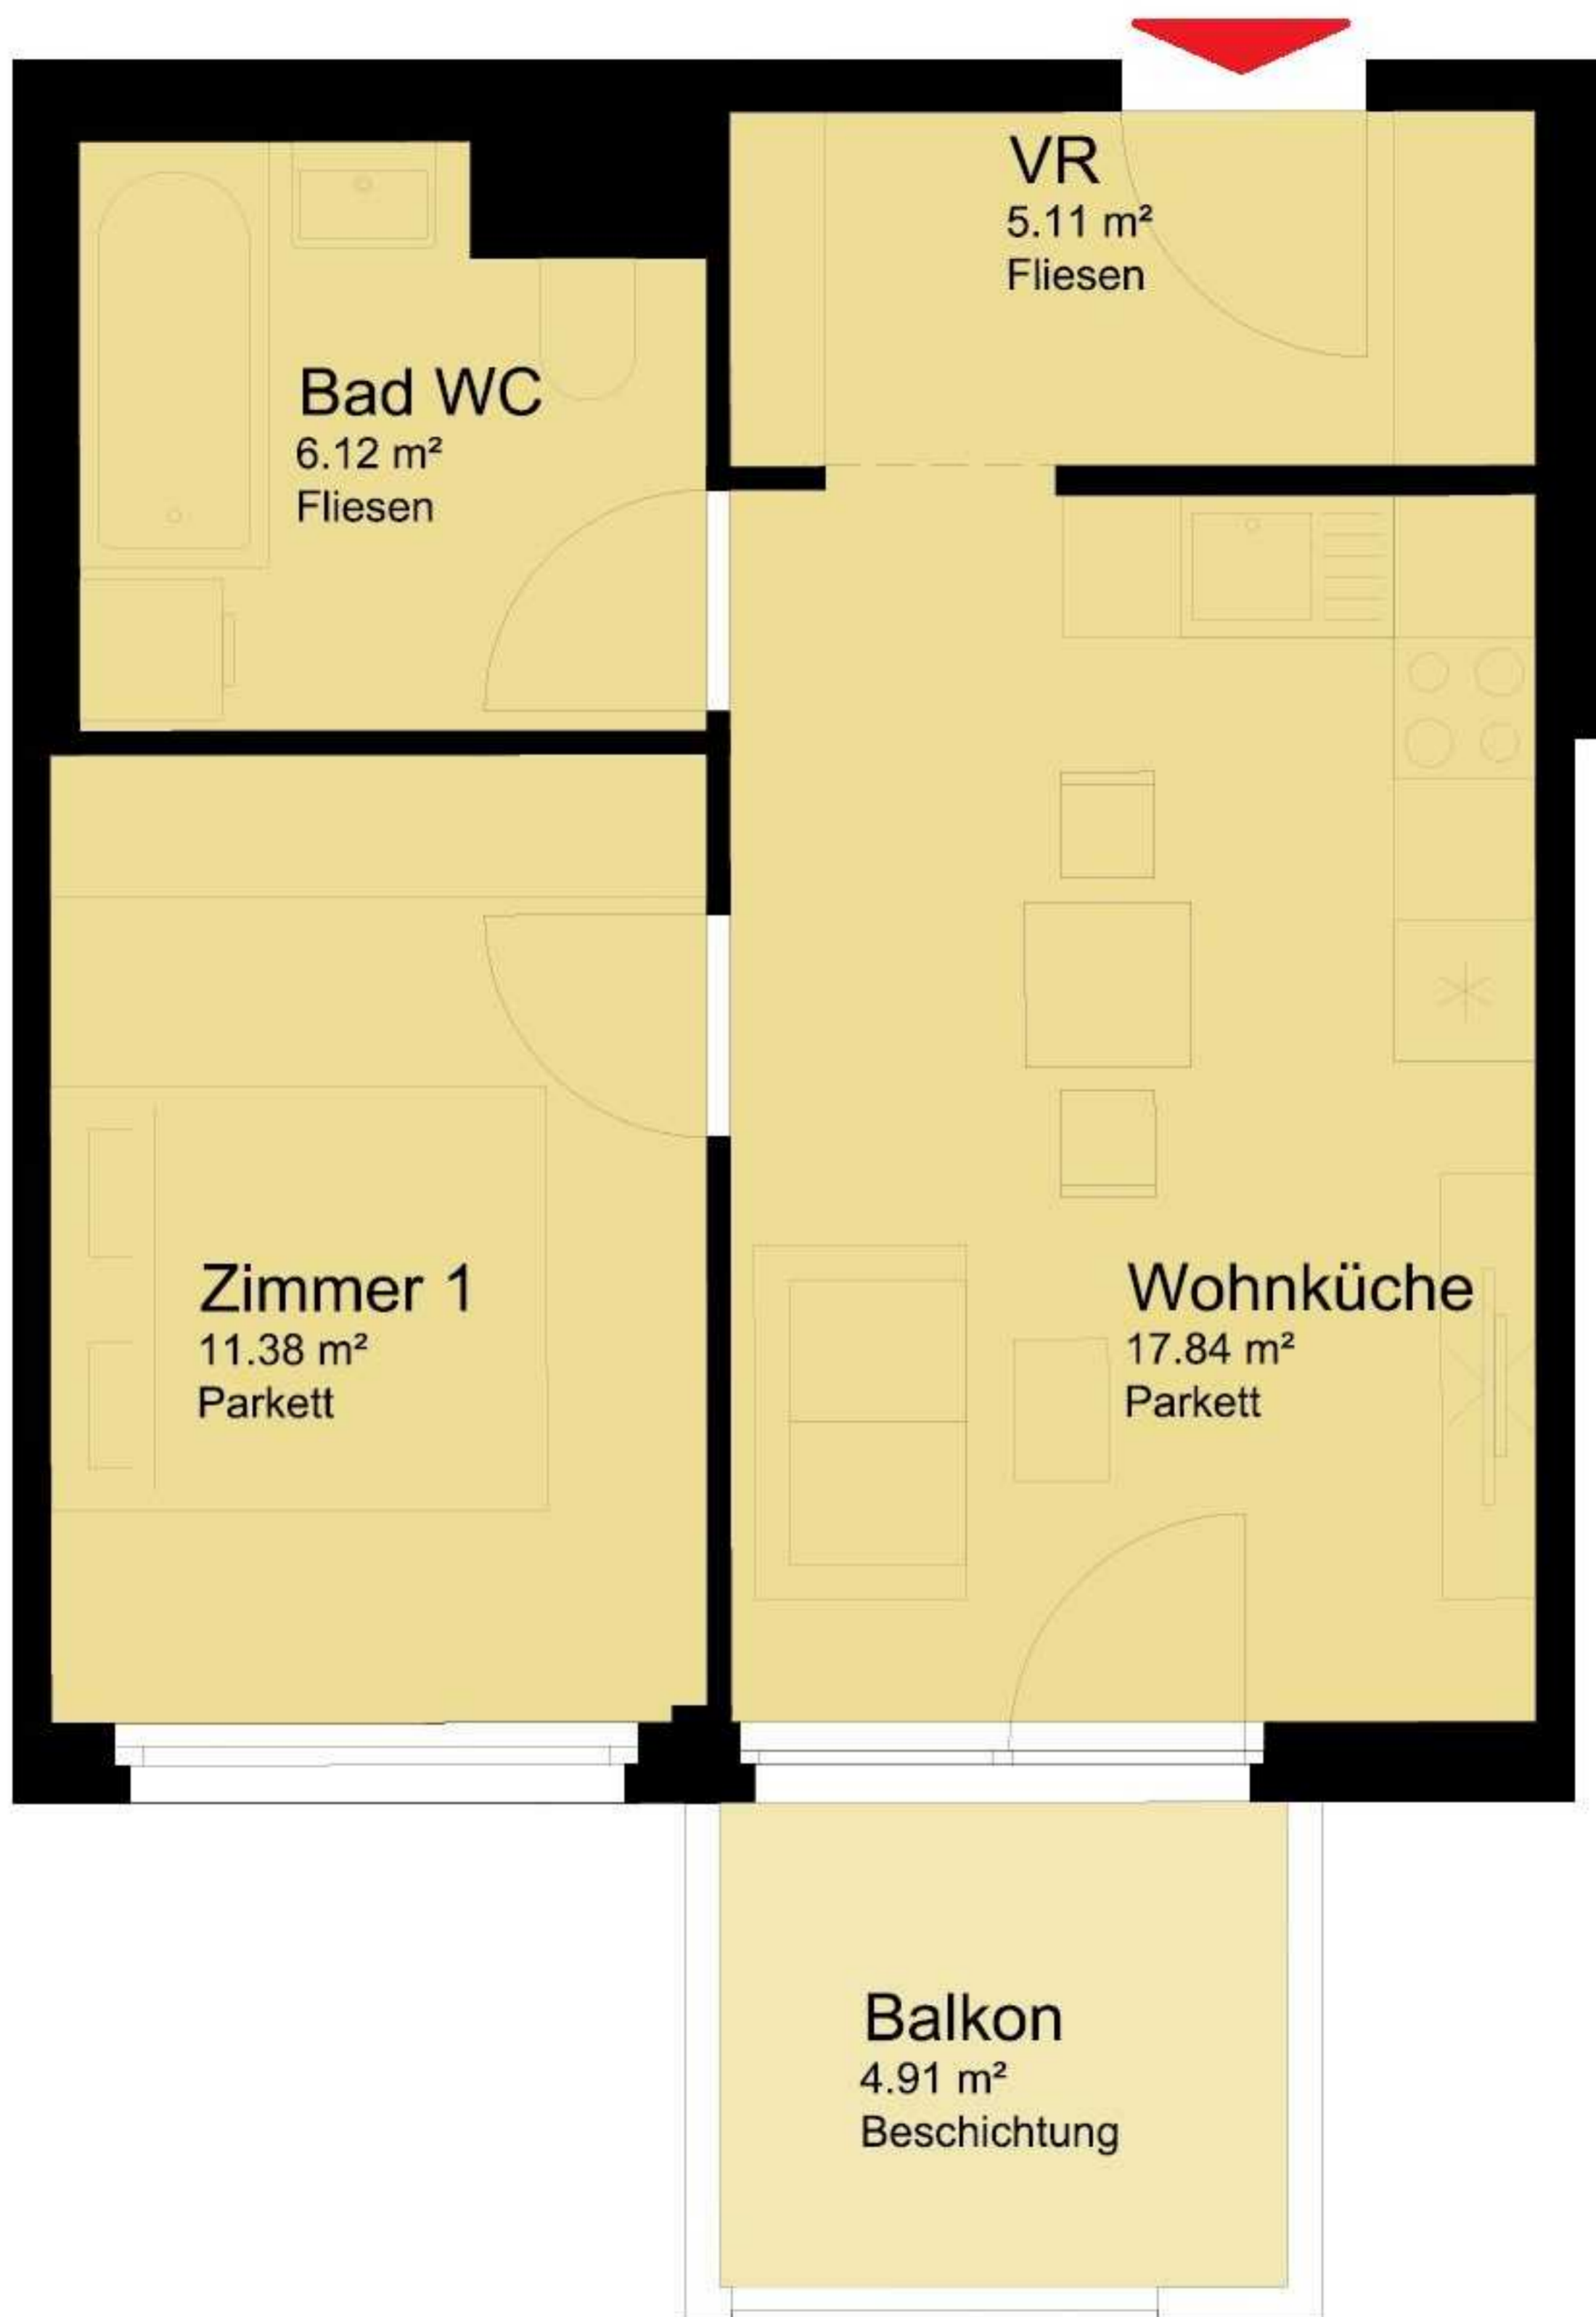 VR
5.11 m²
Fliesen
Bad WC
6.12 m²
Fliesen
Zimmer 1
11.38 m²
Parkett
Wohnküche
17.84 m²
Parkett
Balkon
4.91 m²
Beschichtung